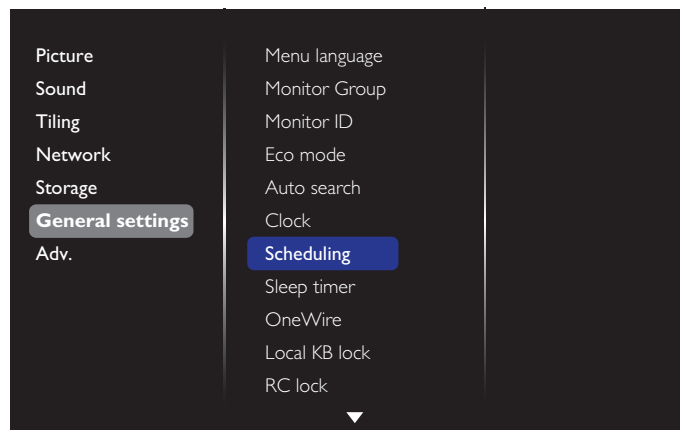 Picture
Sound
Tiling
Network
Storage
General settings
Adv.
Menu language
Monitor Group
Monitor ID
Eco mode
Auto search
Clock
Scheduling
Sleep timer
OneWire
Local KB lock
RC lock